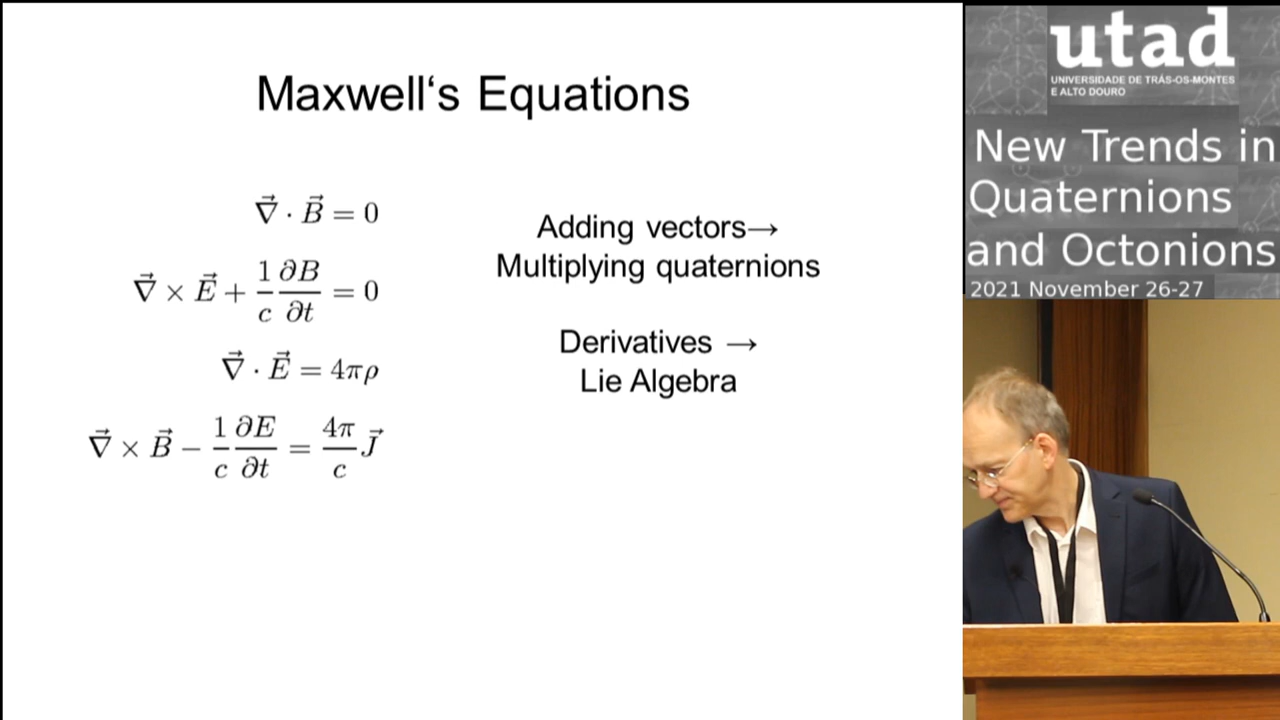 Maxwell‘s Equations
∇⃗ · B⃗ = 0
∇⃗ × E⃗ + (1/c)(∂B/∂t) = 0
∇⃗ · E⃗ = 4πρ
∇⃗ × B⃗ − (1/c)(∂E/∂t) = (4π/c) J⃗
Adding vectors→
Multiplying quaternions
Derivatives →
Lie Algebra
utad
UNIVERSIDADE DE TRÁS-OS-MONTES
E ALTO DOURO
New Trends in
Quaternions
and Octonions
2021 November 26-27